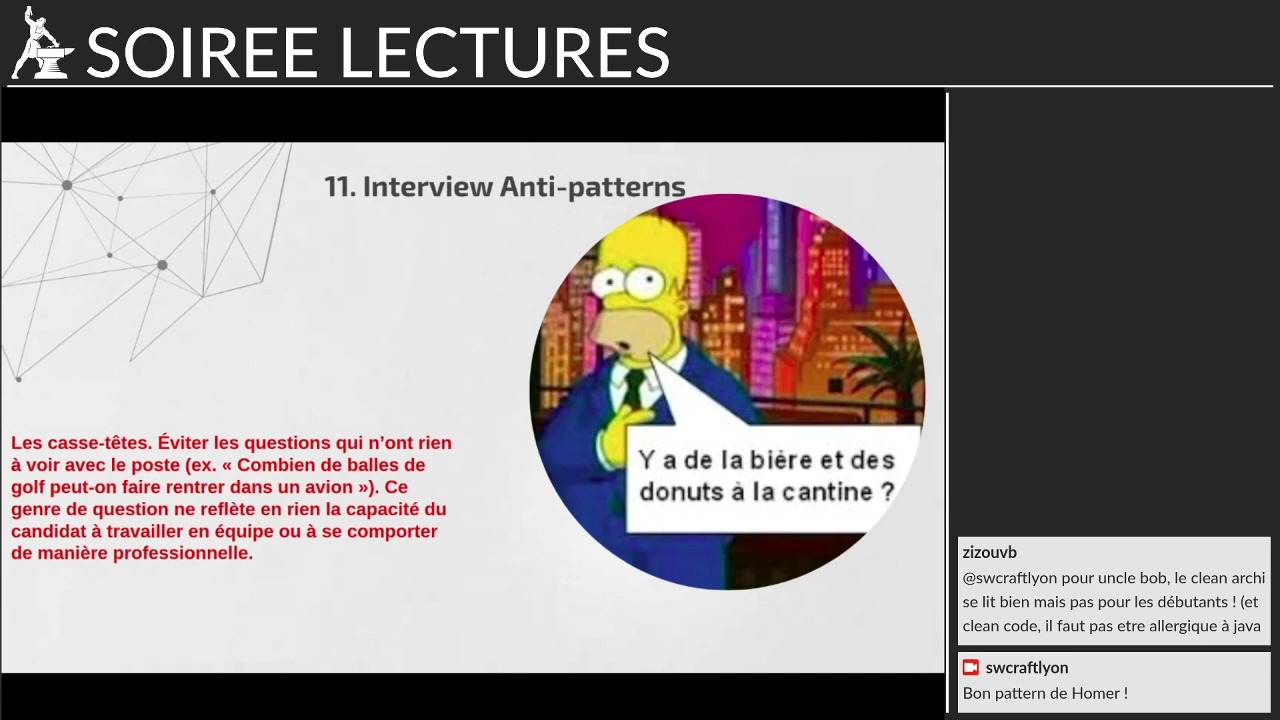 SOIREE LECTURES
11. Interview Anti-patterns
Les casse-têtes. Éviter les questions qui n’ont rien
à voir avec le poste (ex. « Combien de balles de
golf peut-on faire rentrer dans un avion »). Ce
genre de question ne reflète en rien la capacité du
candidat à travailler en équipe ou à se comporter
de manière professionnelle.
Y a de la bière et des
donuts à la cantine ?
zizouvb
@swcraftlyon pour uncle bob, le clean archi
se lit bien mais pas pour les débutants ! (et
clean code, il faut pas etre allergique à java
swcraftlyon
Bon pattern de Homer !